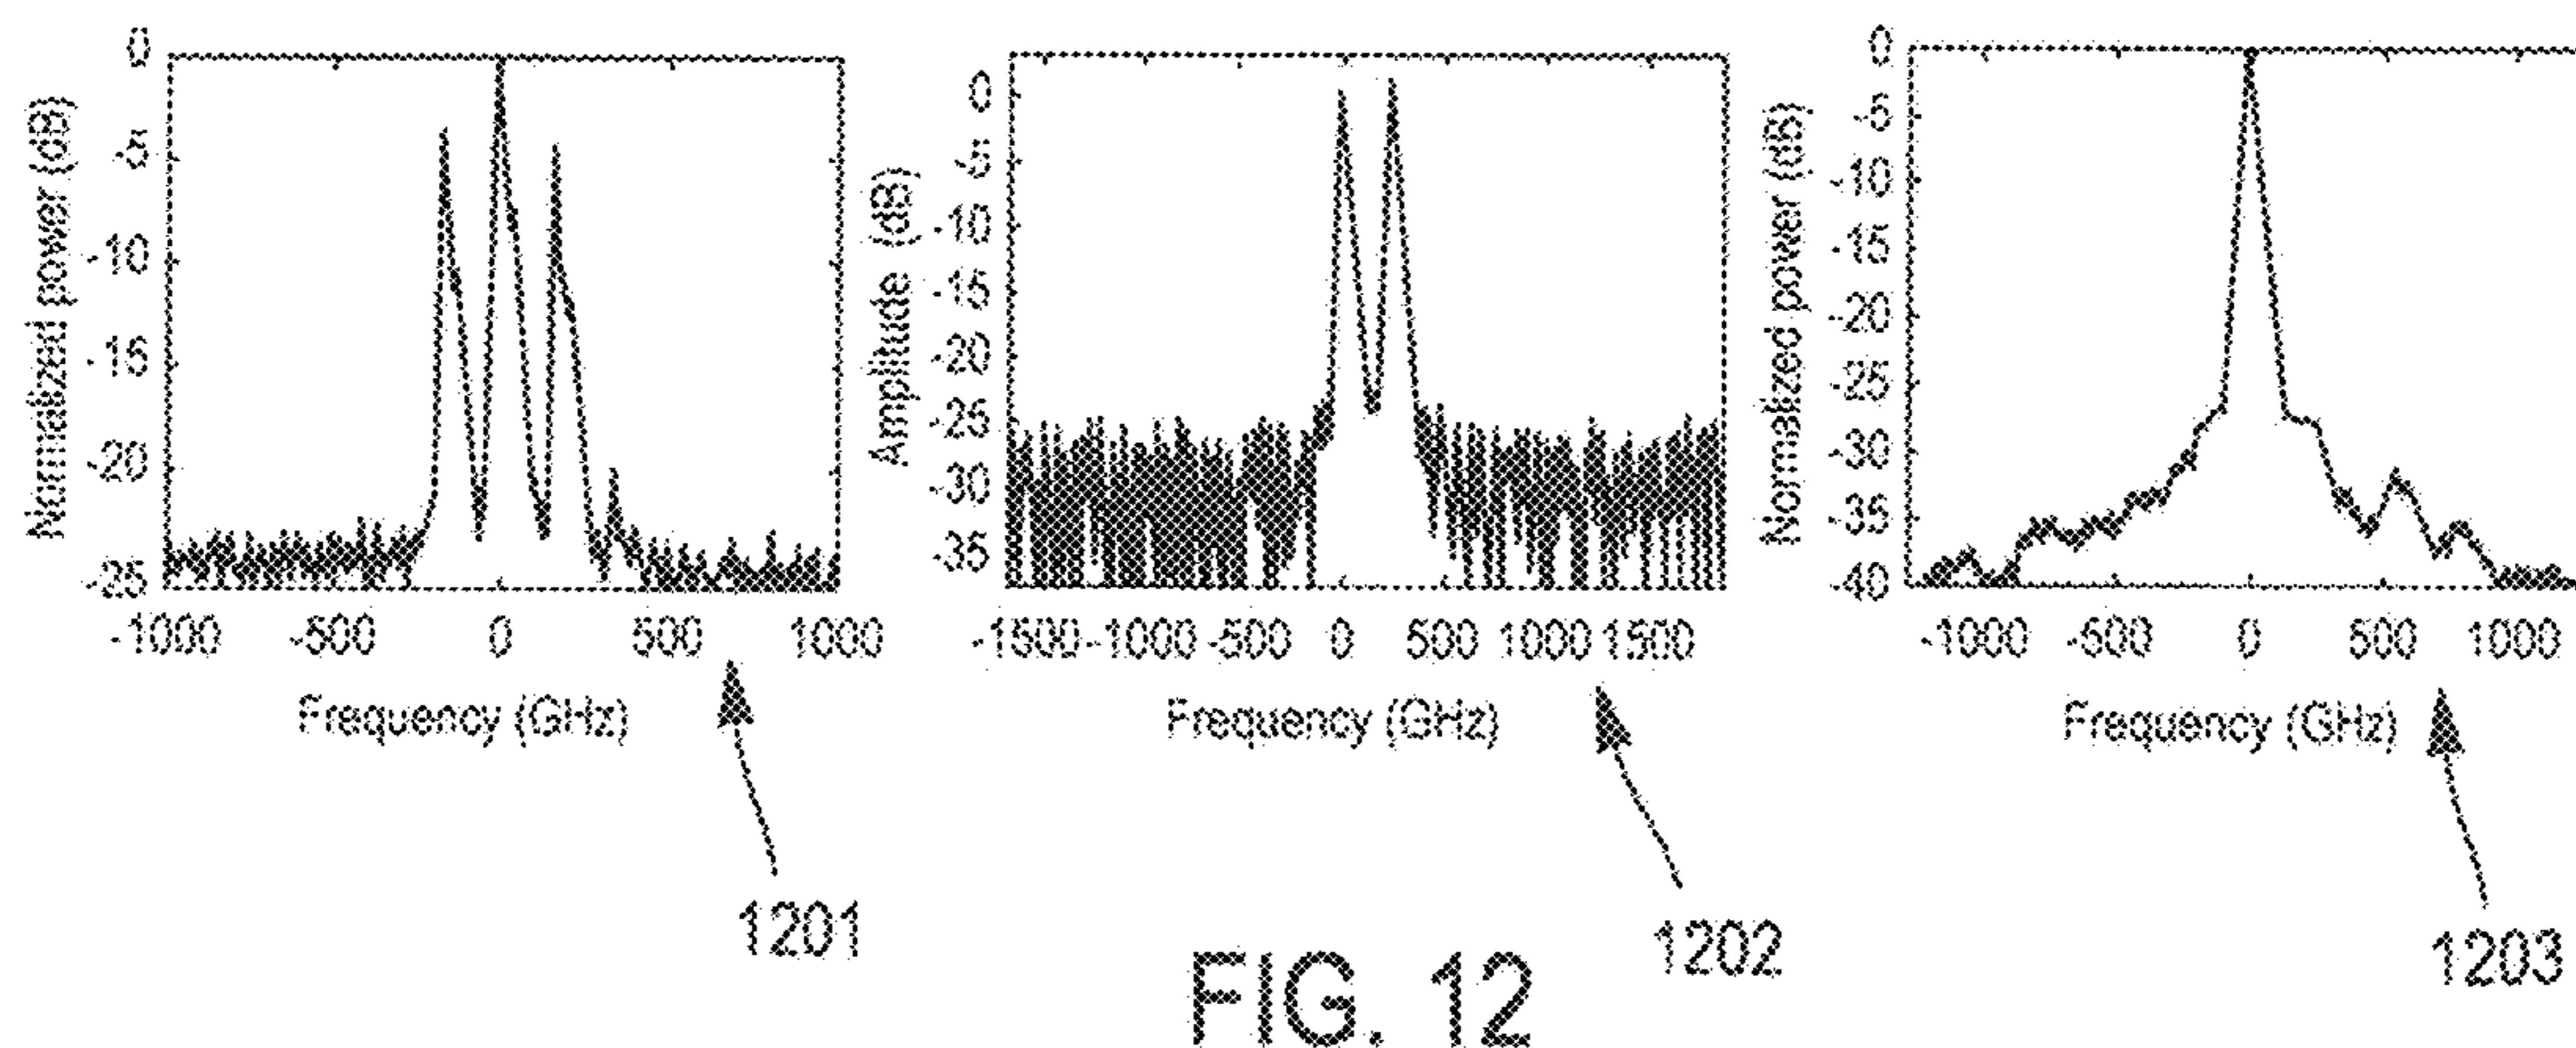 Normalized power (dB)
0
-5
-10
-15
-20
-25
-1000 -500 0 500 1000
Frequency (GHz)
1201
Amplitude (dB)
0
-5
-10
-15
-20
-25
-30
-35
-1500 -1000 -500 0 500 1000 1500
Frequency (GHz)
1202
Normalized power (dB)
0
-5
-10
-15
-20
-25
-30
-35
-40
-1000 -500 0 500 1000
Frequency (GHz)
1203
FIG. 12